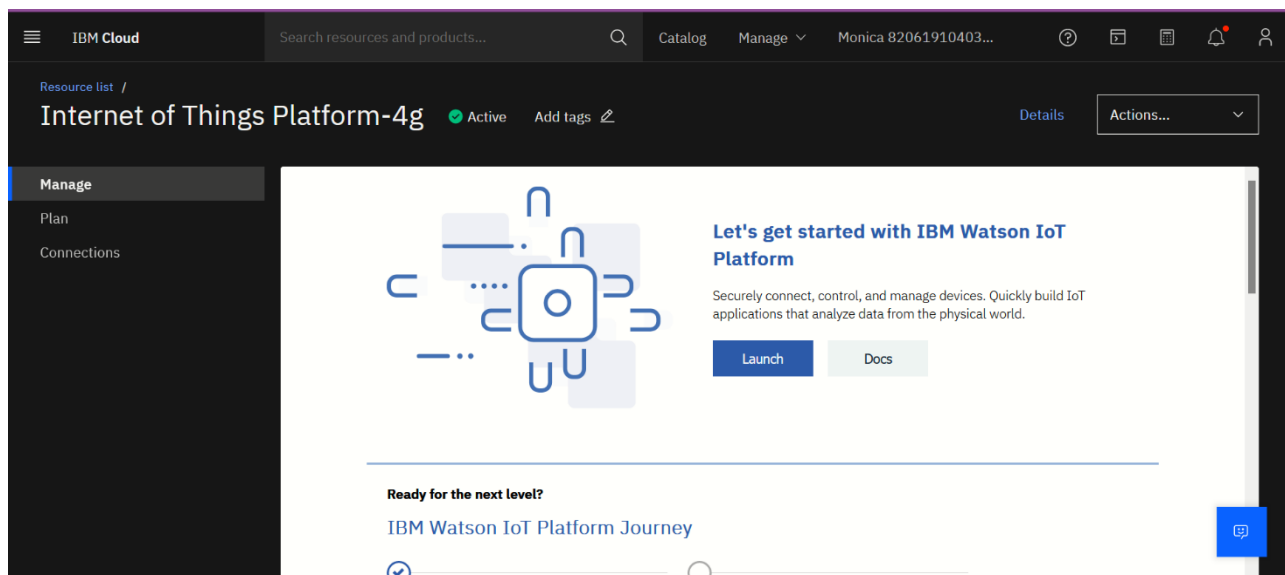 IBM Cloud
Search resources and products...
Catalog
Manage
Monica 82061910403...
Resource list /
Internet of Things Platform-4g
Active
Add tags
Details
Actions...
Manage
Plan
Connections
Let's get started with IBM Watson IoT
Platform
Securely connect, control, and manage devices. Quickly build IoT
applications that analyze data from the physical world.
Launch
Docs
Ready for the next level?
IBM Watson IoT Platform Journey